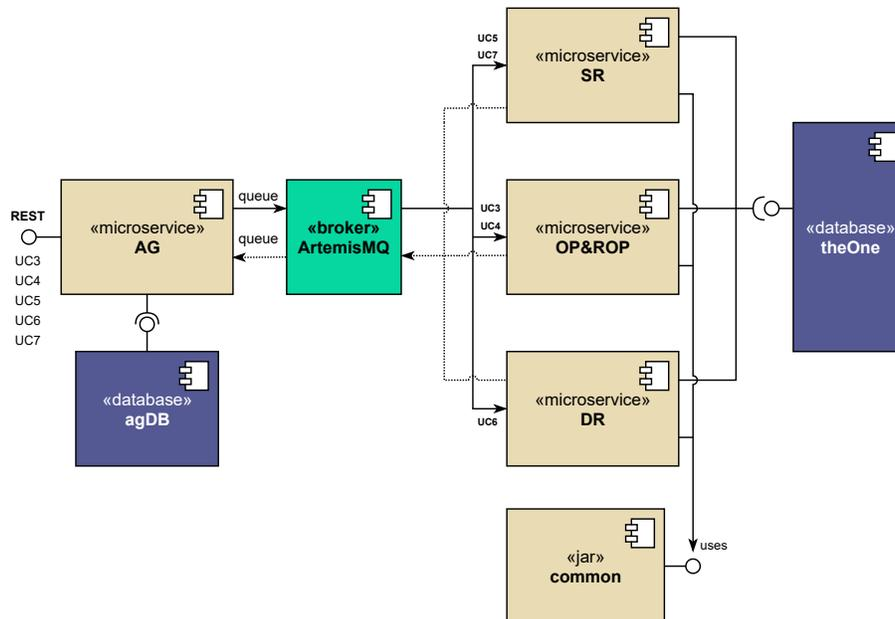 UC5
UC7
«microservice»
SR
REST
UC3
UC4
UC5
UC6
UC7
«microservice»
AG
queue
queue
«broker»
ArtemisMQ
UC3
UC4
«microservice»
OP&ROP
«database»
theOne
«database»
agDB
UC6
«microservice»
DR
«jar»
common
uses